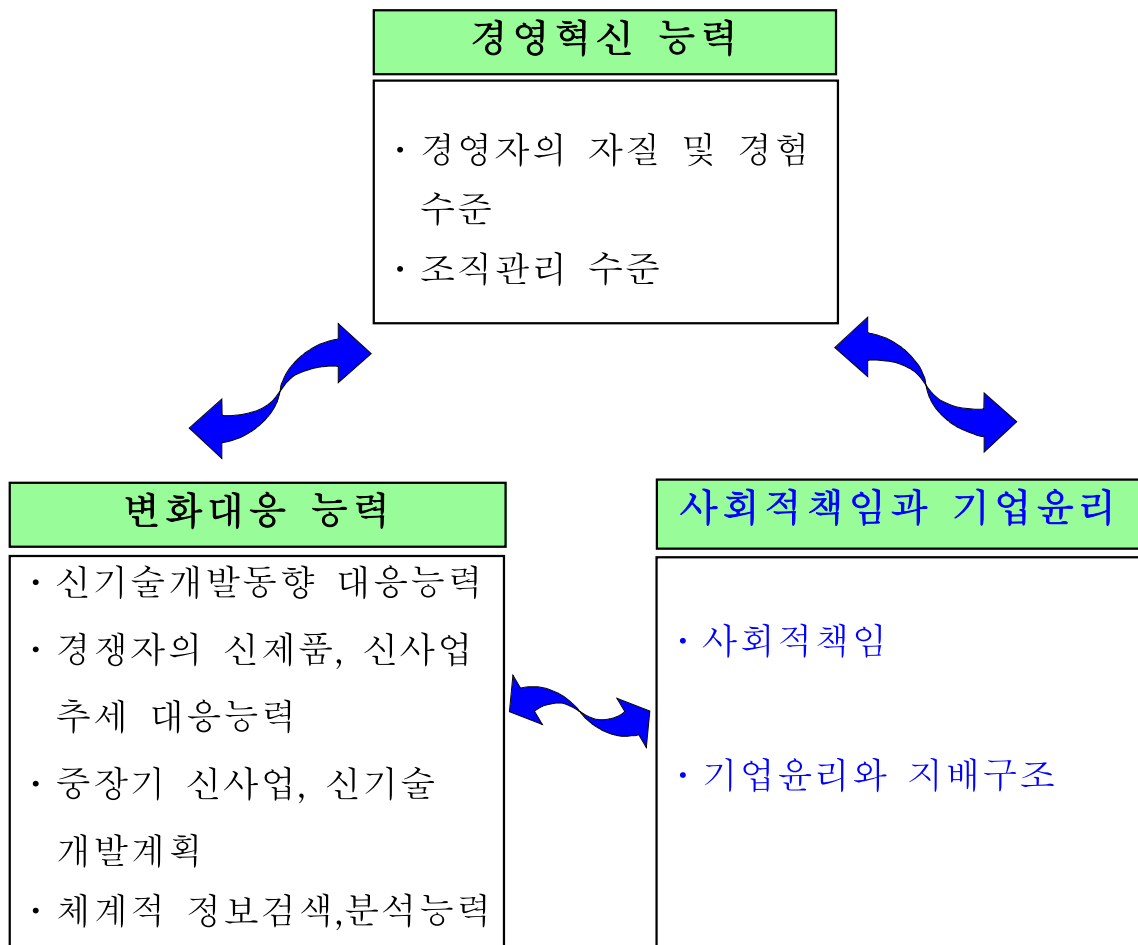 경영혁신 능력
· 경영자의 자질 및 경험
수준
· 조직관리 수준
변화대응 능력
· 신기술개발동향 대응능력
· 경쟁자의 신제품, 신사업
추세 대응능력
· 중장기 신사업, 신기술
개발계획
· 체계적 정보검색,분석능력
사회적책임과 기업윤리
· 사회적책임
· 기업윤리와 지배구조